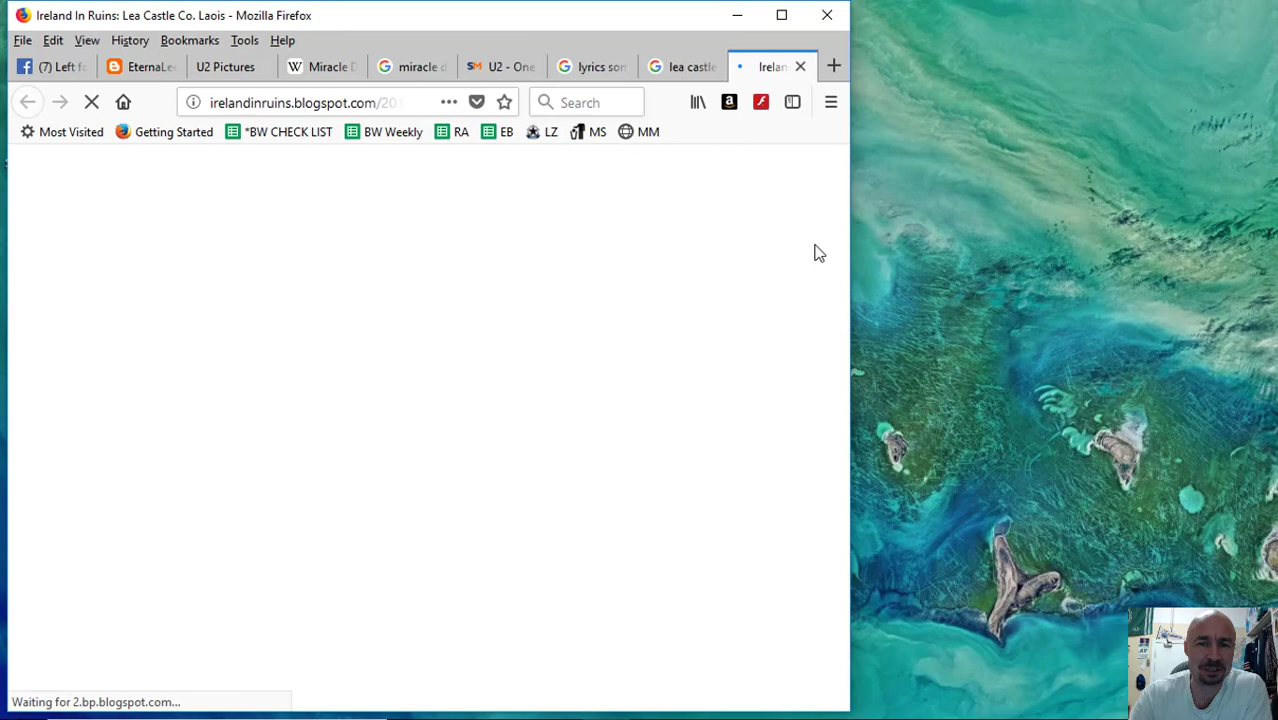 Ireland In Ruins: Lea Castle Co. Laois - Mozilla Firefox
File Edit View History Bookmarks Tools Help
(7) Left fo EternaLe U2 Pictures Miracle D miracle d U2 - One lyrics son lea castle Irelan
irelandinruins.blogspot.com/201 Search
Most Visited Getting Started *BW CHECK LIST BW Weekly RA EB LZ MS MM
Waiting for 2.bp.blogspot.com...